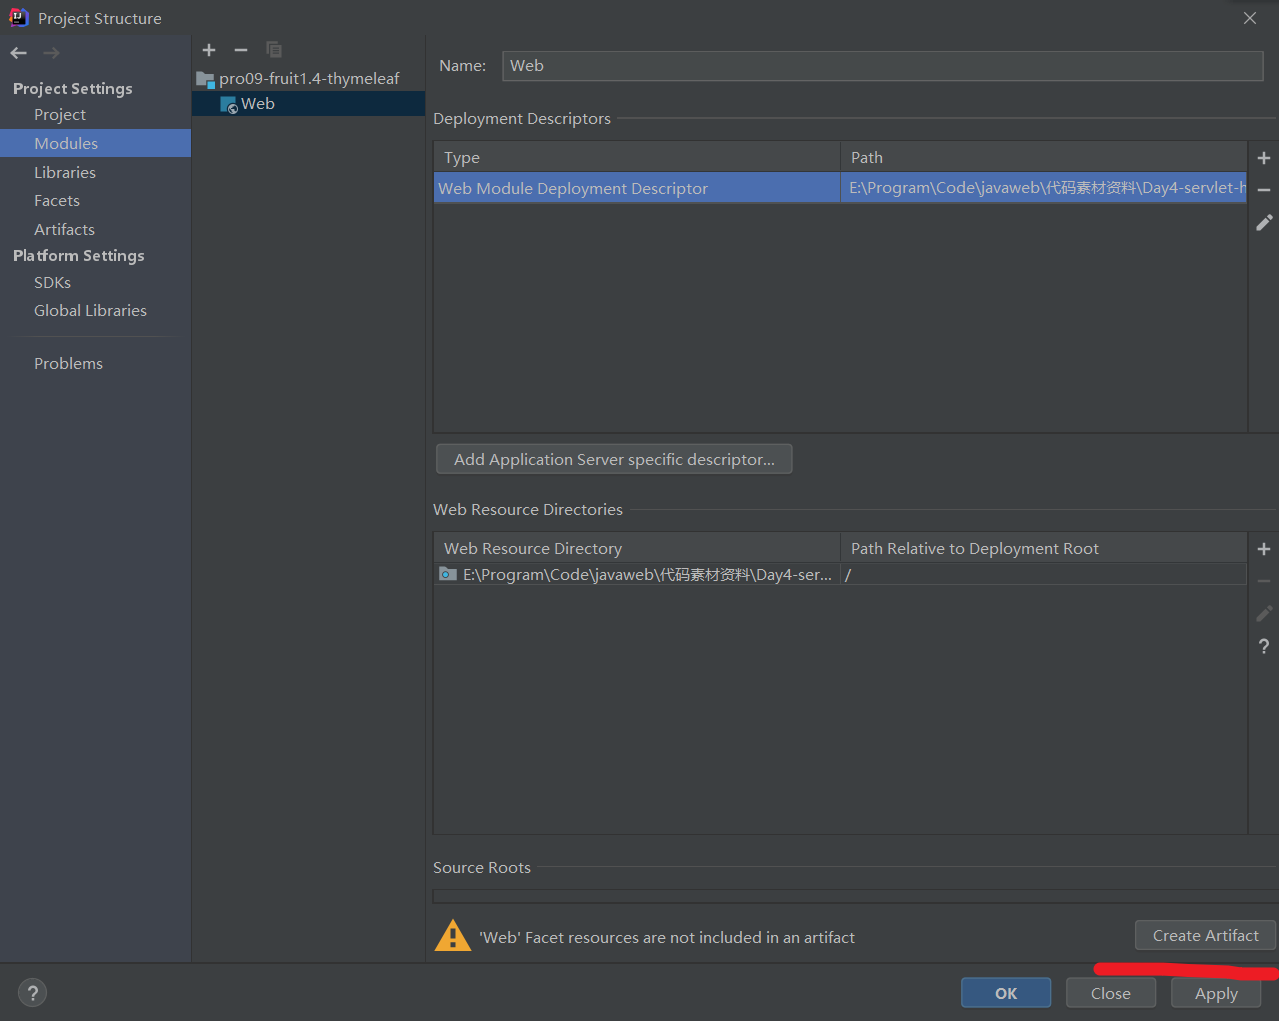 Project Structure
Project Settings
Project
Modules
Libraries
Facets
Artifacts
Platform Settings
SDKs
Global Libraries
Problems
pro09-fruit1.4-thymeleaf
Web
Name: Web
Deployment Descriptors
Type Path
Web Module Deployment Descriptor E:\Program\Code\javaweb\代码素材资料\Day4-servlet-h
Add Application Server specific descriptor...
Web Resource Directories
Web Resource Directory Path Relative to Deployment Root
E:\Program\Code\javaweb\代码素材资料\Day4-ser... /
?
Source Roots
'Web' Facet resources are not included in an artifact Create Artifact
? OK Close Apply